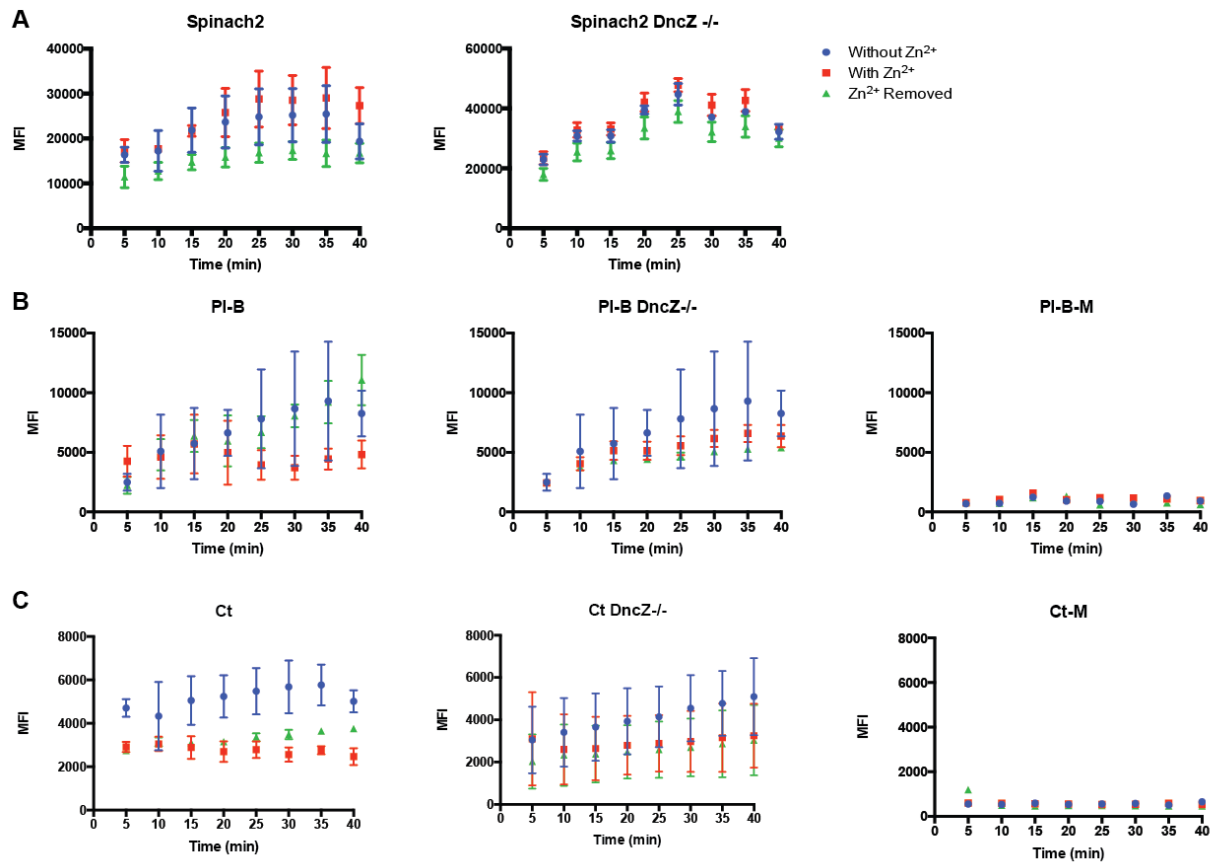 A
Spinach2
40000
30000
20000
10000
0
MFI
0 5 10 15 20 25 30 35 40
Time (min)
Spinach2 DncZ -/-
60000
40000
20000
0
MFI
0 5 10 15 20 25 30 35 40
Time (min)
Without Zn²⁺
With Zn²⁺
Zn²⁺ Removed
B
PI-B
15000
10000
5000
0
MFI
0 5 10 15 20 25 30 35 40
Time (min)
PI-B DncZ-/-
15000
10000
5000
0
MFI
0 5 10 15 20 25 30 35 40
Time (min)
PI-B-M
15000
10000
5000
0
MFI
0 5 10 15 20 25 30 35 40
Time (min)
C
Ct
8000
6000
4000
2000
0
MFI
0 5 10 15 20 25 30 35 40
Time (min)
Ct DncZ-/-
8000
6000
4000
2000
0
MFI
0 5 10 15 20 25 30 35 40
Time (min)
Ct-M
8000
6000
4000
2000
0
MFI
0 5 10 15 20 25 30 35 40
Time (min)